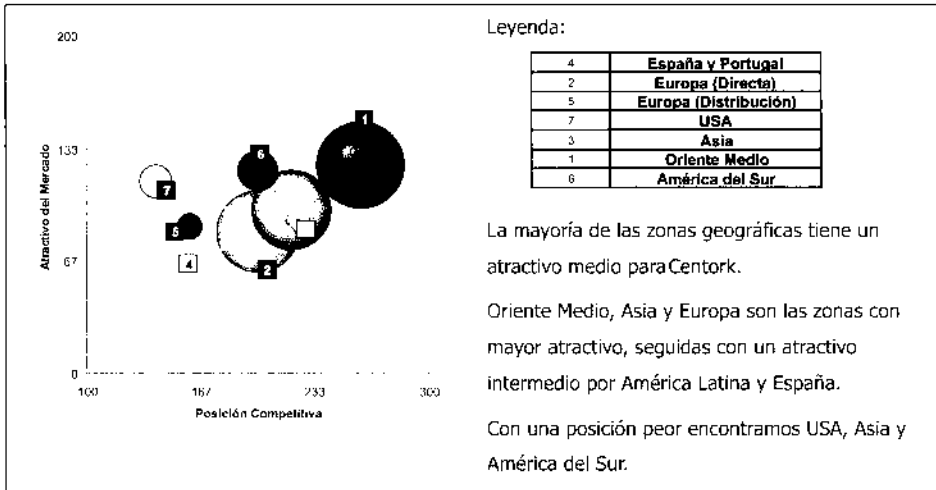 200
133
67
0
100
167
233
300
Atractivo del Mercado
Posición Competitiva
1
6
7
5
4
2
Leyenda:
4 España y Portugal
2 Europa (Directa)
5 Europa (Distribución)
7 USA
3 Asia
1 Oriente Medio
6 América del Sur
La mayoría de las zonas geográficas tiene un
atractivo medio para Centork.
Oriente Medio, Asia y Europa son las zonas con
mayor atractivo, seguidas con un atractivo
intermedio por América Latina y España.
Con una posición peor encontramos USA, Asia y
América del Sur.